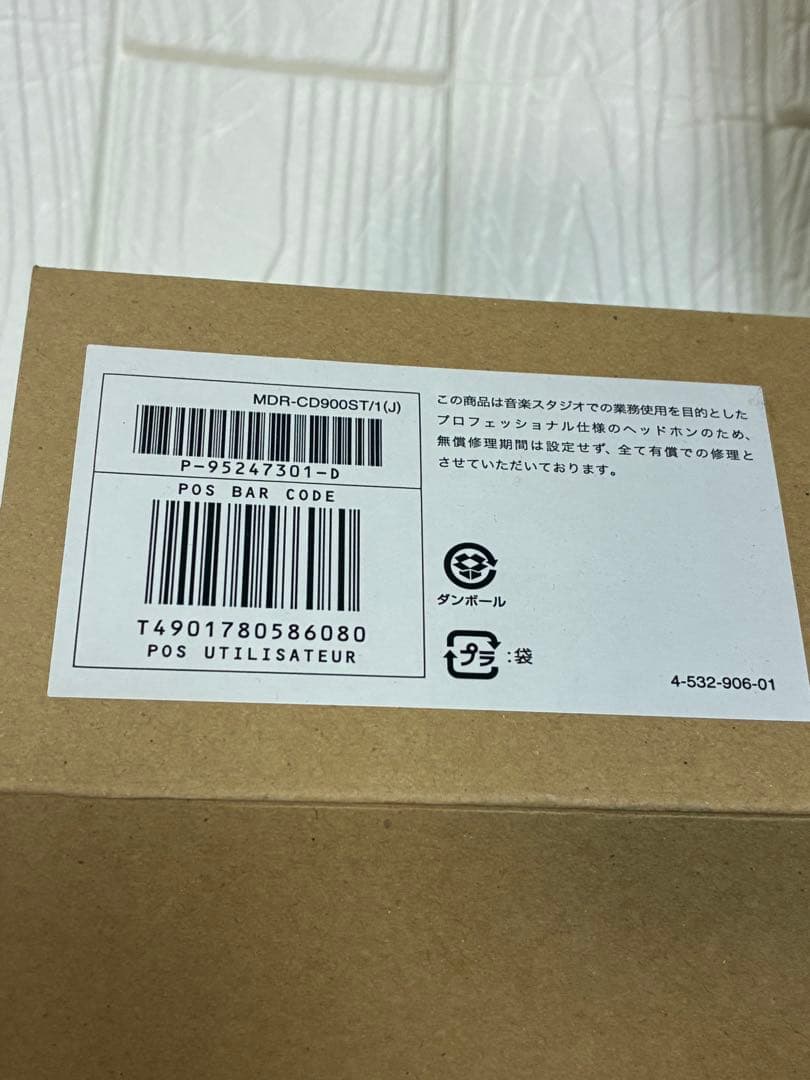 MDR-CD900ST/1(J)
P-95247301-D
POS BAR CODE
T4901780586080
POS UTILISATEUR
この商品は音楽スタジオでの業務使用を目的とした
プロフェッショナル仕様のヘッドホンのため、
無償修理期間は設定せず、全て有償での修理と
させていただいております。
ダンボール
プラ:袋
4-532-906-01